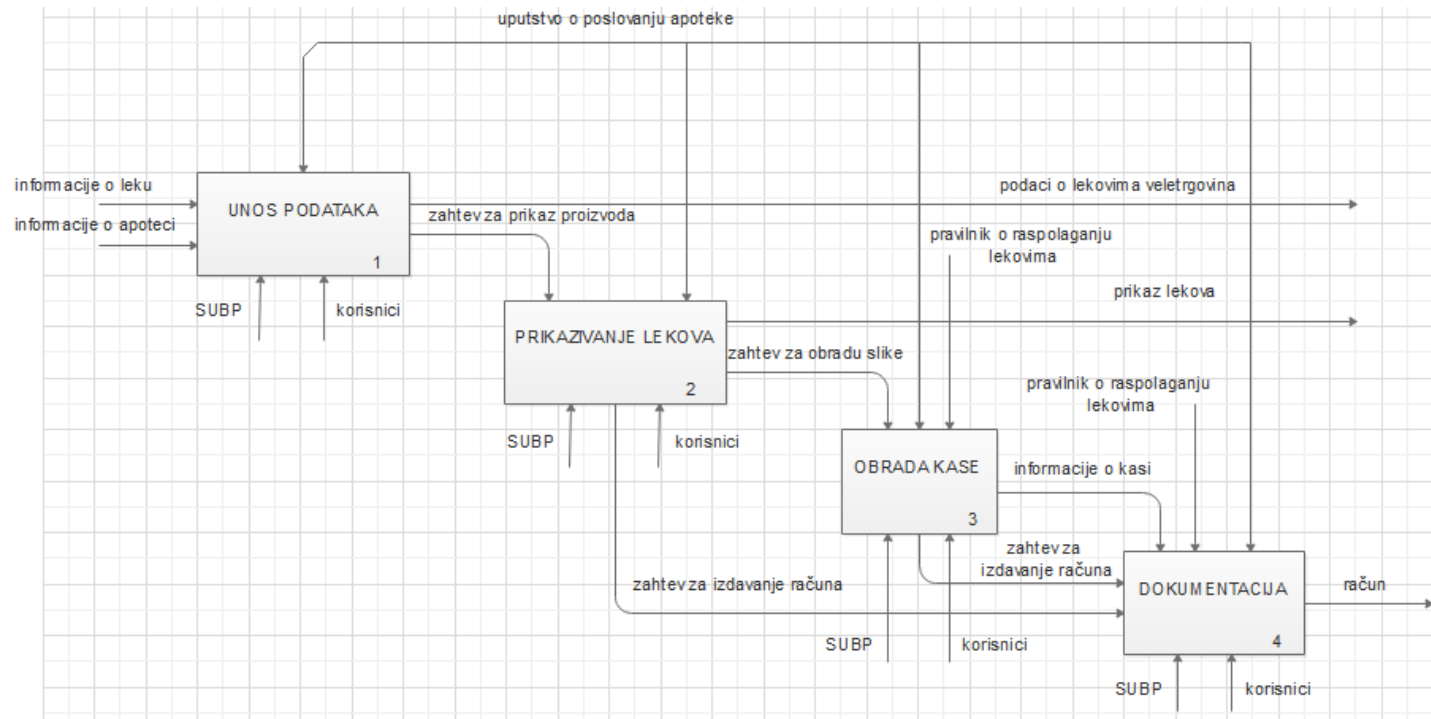 uputstvo o poslovanju apoteke
informacije o leku
informacije o apoteci
UNOS PODATAKA
1
SUBP
korisnici
zahtev za prikaz proizvoda
podaci o lekovima veletrgovina
pravilnik o raspolaganju
lekovima
prikaz lekova
PRIKAZIVANJE LEKOVA
2
SUBP
korisnici
zahtev za obradu slike
pravilnik o raspolaganju
lekovima
OBRADA KASE
3
informacije o kasi
zahtev za
izdavanje računa
zahtev za izdavanje računa
SUBP
korisnici
DOKUMENTACIJA
4
račun
SUBP
korisnici